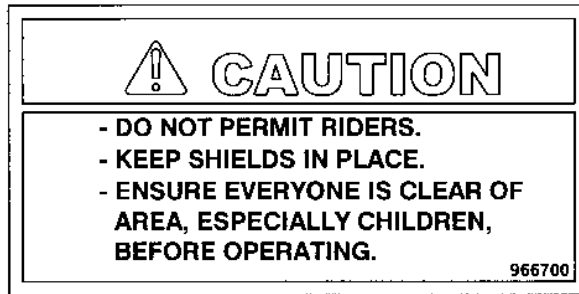 CAUTION
- DO NOT PERMIT RIDERS.
- KEEP SHIELDS IN PLACE.
- ENSURE EVERYONE IS CLEAR OF
AREA, ESPECIALLY CHILDREN,
BEFORE OPERATING.
966700